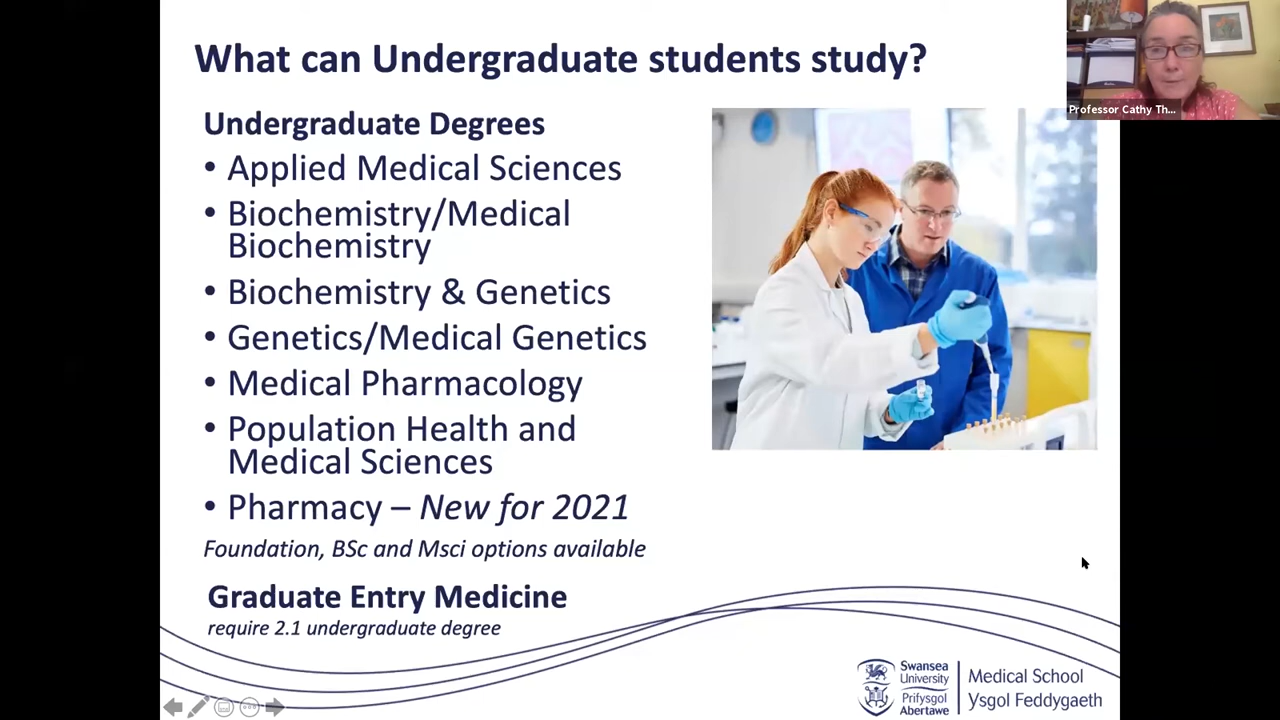 What can Undergraduate students study?
Professor Cathy Th...
Undergraduate Degrees
• Applied Medical Sciences
• Biochemistry/Medical
Biochemistry
• Biochemistry & Genetics
• Genetics/Medical Genetics
• Medical Pharmacology
• Population Health and
Medical Sciences
• Pharmacy – New for 2021
Foundation, BSc and Msci options available
Graduate Entry Medicine
require 2.1 undergraduate degree
Swansea
University
Prifysgol
Abertawe
Medical School
Ysgol Feddygaeth